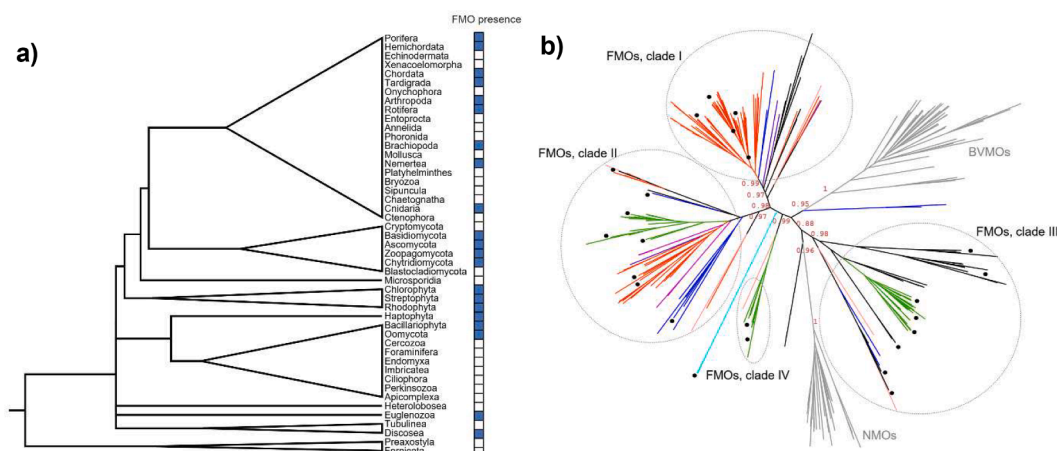 FMO presence
a)
Porifera
Hemichordata
Echinodermata
Xenacoelomorpha
Chordata
Tardigrada
Onychophora
Arthropoda
Rotifera
Entoprocta
Annelida
Phoronida
Brachiopoda
Mollusca
Nemertea
Platyhelminthes
Bryozoa
Sipuncula
Chaetognatha
Cnidaria
Ctenophora
Cryptomycota
Basidiomycota
Ascomycota
Zoopagomycota
Chytridiomycota
Blastocladiomycota
Microsporidia
Chlorophyta
Streptophyta
Rhodophyta
Haptophyta
Bacillariophyta
Oomycota
Cercozoa
Foraminifera
Endomyxa
Imbricatea
Ciliophora
Perkinsozoa
Apicomplexa
Heterolobosea
Euglenozoa
Tubulinea
Discosea
Preaxostyla
Fornicata
b)
FMOs, clade I
FMOs, clade II
BVMOs
FMOs, clade III
FMOs, clade IV
NMOs
0.99
0.97
0.98
0.97
0.99
0.95
1
0.88
0.98
0.96
1